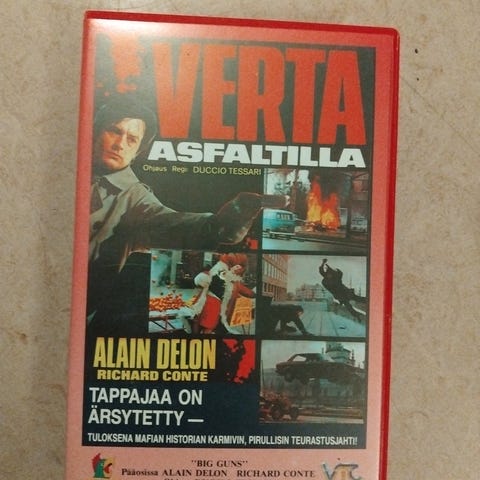 VERTA
ASFALTILLA
Ohjaus Regi DUCCIO TESSARI
ALAIN DELON
RICHARD CONTE
TAPPAJAA ON
ÄRSYTETTY—
TULOKSENA MAFIAN HISTORIAN KARMIVIN, PIRULLISIN TEURASTUSJAHTI!
"BIG GUNS"
Pääosissa ALAIN DELON RICHARD CONTE